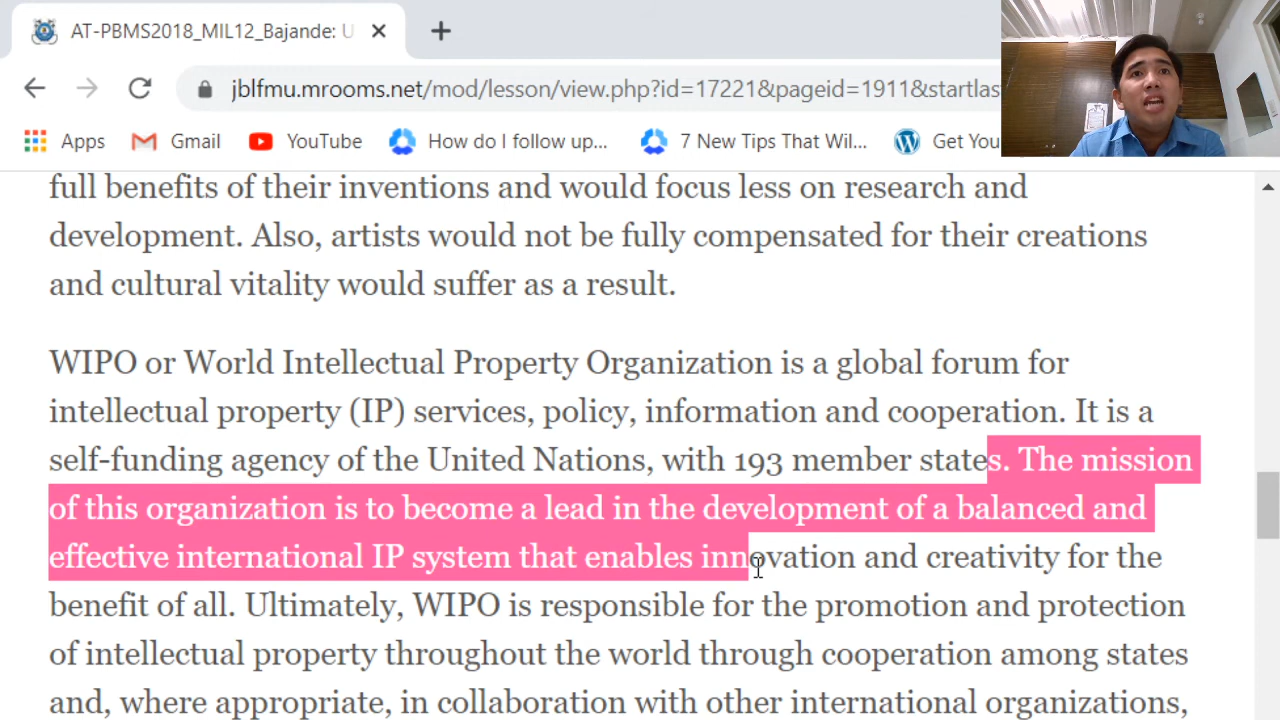 AT-PBMS2018_MIL12_Bajande: U
jblfmu.mrooms.net/mod/lesson/view.php?id=17221&pageid=1911&startlas
Apps Gmail YouTube How do I follow up... 7 New Tips That Wil... Get You
full benefits of their inventions and would focus less on research and
development. Also, artists would not be fully compensated for their creations
and cultural vitality would suffer as a result.
WIPO or World Intellectual Property Organization is a global forum for
intellectual property (IP) services, policy, information and cooperation. It is a
self-funding agency of the United Nations, with 193 member states. The mission
of this organization is to become a lead in the development of a balanced and
effective international IP system that enables innovation and creativity for the
benefit of all. Ultimately, WIPO is responsible for the promotion and protection
of intellectual property throughout the world through cooperation among states
and, where appropriate, in collaboration with other international organizations,